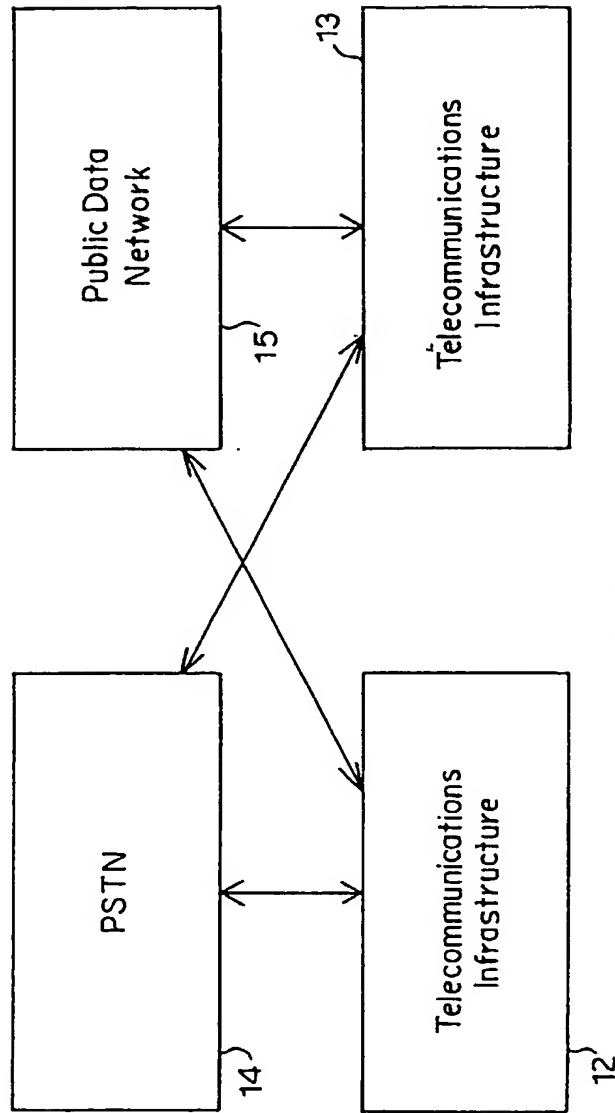 PSTN
14
Public Data
Network
15
Telecommunications
Infrastructure
12
Telecommunications
Infrastructure
13